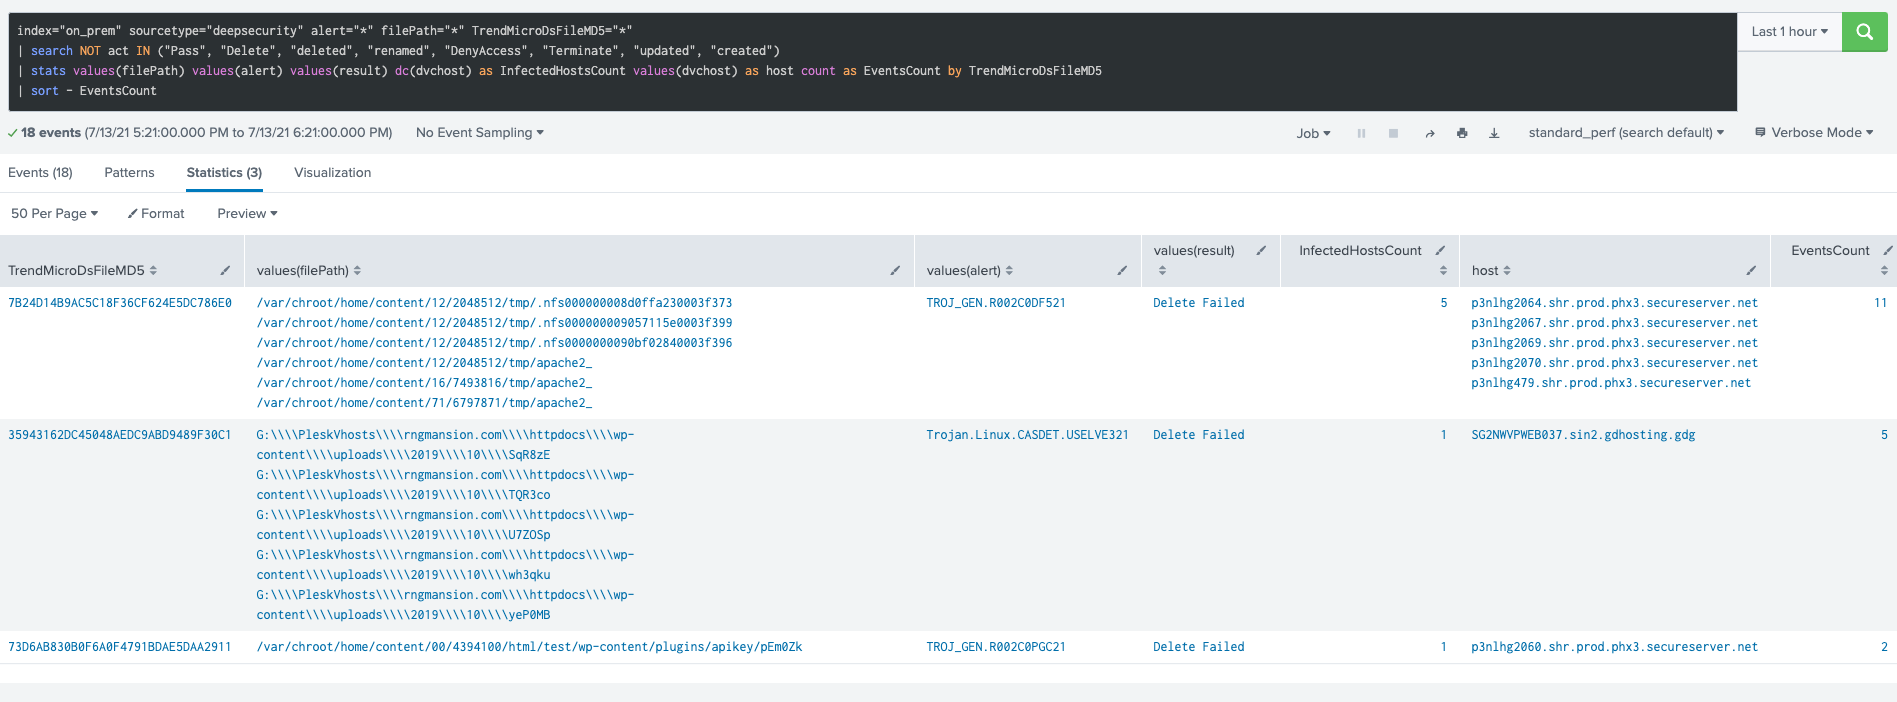 index="on_prem" sourcetype="deepsecurity" alert="*" filePath="*" TrendMicroDsFileMD5="*"
| search NOT act IN ("Pass", "Delete", "deleted", "renamed", "DenyAccess", "Terminate", "updated", "created")
| stats values(filePath) values(alert) values(result) dc(dvchost) as InfectedHostsCount values(dvchost) as host count as EventsCount by TrendMicroDsFileMD5
| sort - EventsCount
Last 1 hour
18 events (7/13/21 5:21:00.000 PM to 7/13/21 6:21:00.000 PM) No Event Sampling Job standard_perf (search default) Verbose Mode
Events (18) Patterns Statistics (3) Visualization
50 Per Page Format Preview
TrendMicroDsFileMD5 values(filePath) values(alert) values(result) InfectedHostsCount host EventsCount
7B24D14B9AC5C18F36CF624E5DC786E0 /var/chroot/home/content/12/2048512/tmp/.nfs000000008d0ffa230003f373 TROJ_GEN.R002C0DF521 Delete Failed 5 p3nlhg2064.shr.prod.phx3.secureserver.net 11
/var/chroot/home/content/12/2048512/tmp/.nfs000000009057115e0003f399 p3nlhg2067.shr.prod.phx3.secureserver.net
/var/chroot/home/content/12/2048512/tmp/.nfs0000000090bf02840003f396 p3nlhg2069.shr.prod.phx3.secureserver.net
/var/chroot/home/content/12/2048512/tmp/apache2_ p3nlhg2070.shr.prod.phx3.secureserver.net
/var/chroot/home/content/16/7493816/tmp/apache2_ p3nlhg479.shr.prod.phx3.secureserver.net
/var/chroot/home/content/71/6797871/tmp/apache2_
35943162DC45048AEDC9ABD9489F30C1 G:\\\\PleskVhosts\\\\rngmansion.com\\\\httpdocs\\\\wp- Trojan.Linux.CASDET.USELVE321 Delete Failed 1 SG2NWVPWEB037.sin2.gdhosting.gdg 5
content\\\\uploads\\\\2019\\\\10\\\\SqR8zE
G:\\\\PleskVhosts\\\\rngmansion.com\\\\httpdocs\\\\wp-
content\\\\uploads\\\\2019\\\\10\\\\TQR3co
G:\\\\PleskVhosts\\\\rngmansion.com\\\\httpdocs\\\\wp-
content\\\\uploads\\\\2019\\\\10\\\\U7ZOSp
G:\\\\PleskVhosts\\\\rngmansion.com\\\\httpdocs\\\\wp-
content\\\\uploads\\\\2019\\\\10\\\\wh3qku
G:\\\\PleskVhosts\\\\rngmansion.com\\\\httpdocs\\\\wp-
content\\\\uploads\\\\2019\\\\10\\\\yeP0MB
73D6AB830B0F6A0F4791BDAE5DAA2911 /var/chroot/home/content/00/4394100/html/test/wp-content/plugins/apikey/pEm0Zk TROJ_GEN.R002C0PGC21 Delete Failed 1 p3nlhg2060.shr.prod.phx3.secureserver.net 2